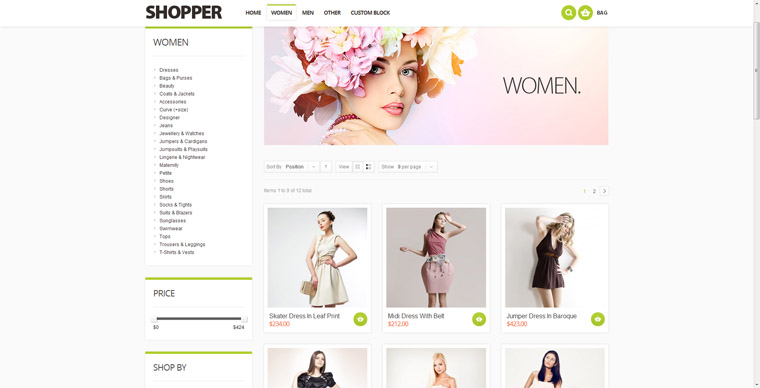 SHOPPER
HOME WOMEN MEN OTHER CUSTOM BLOCK
BAG
WOMEN
Dresses
Bags & Purses
Beauty
Coats & Jackets
Accessories
Curve (+size)
Designer
Jeans
Jewellery & Watches
Jumpers & Cardigans
Jumpsuits & Playsuits
Lingerie & Nightwear
Maternity
Petite
Shoes
Shorts
Skirts
Socks & Tights
Suits & Blazers
Sunglasses
Swimwear
Tops
Trousers & Leggings
T-Shirts & Vests
PRICE
$0 $424
SHOP BY
WOMEN.
Sort By Position View Show 9 per page
Items 1 to 9 of 12 total
1 2
Skater Dress In Leaf Print
$234.00
Midi Dress With Belt
$212.00
Jumper Dress In Baroque
$423.00